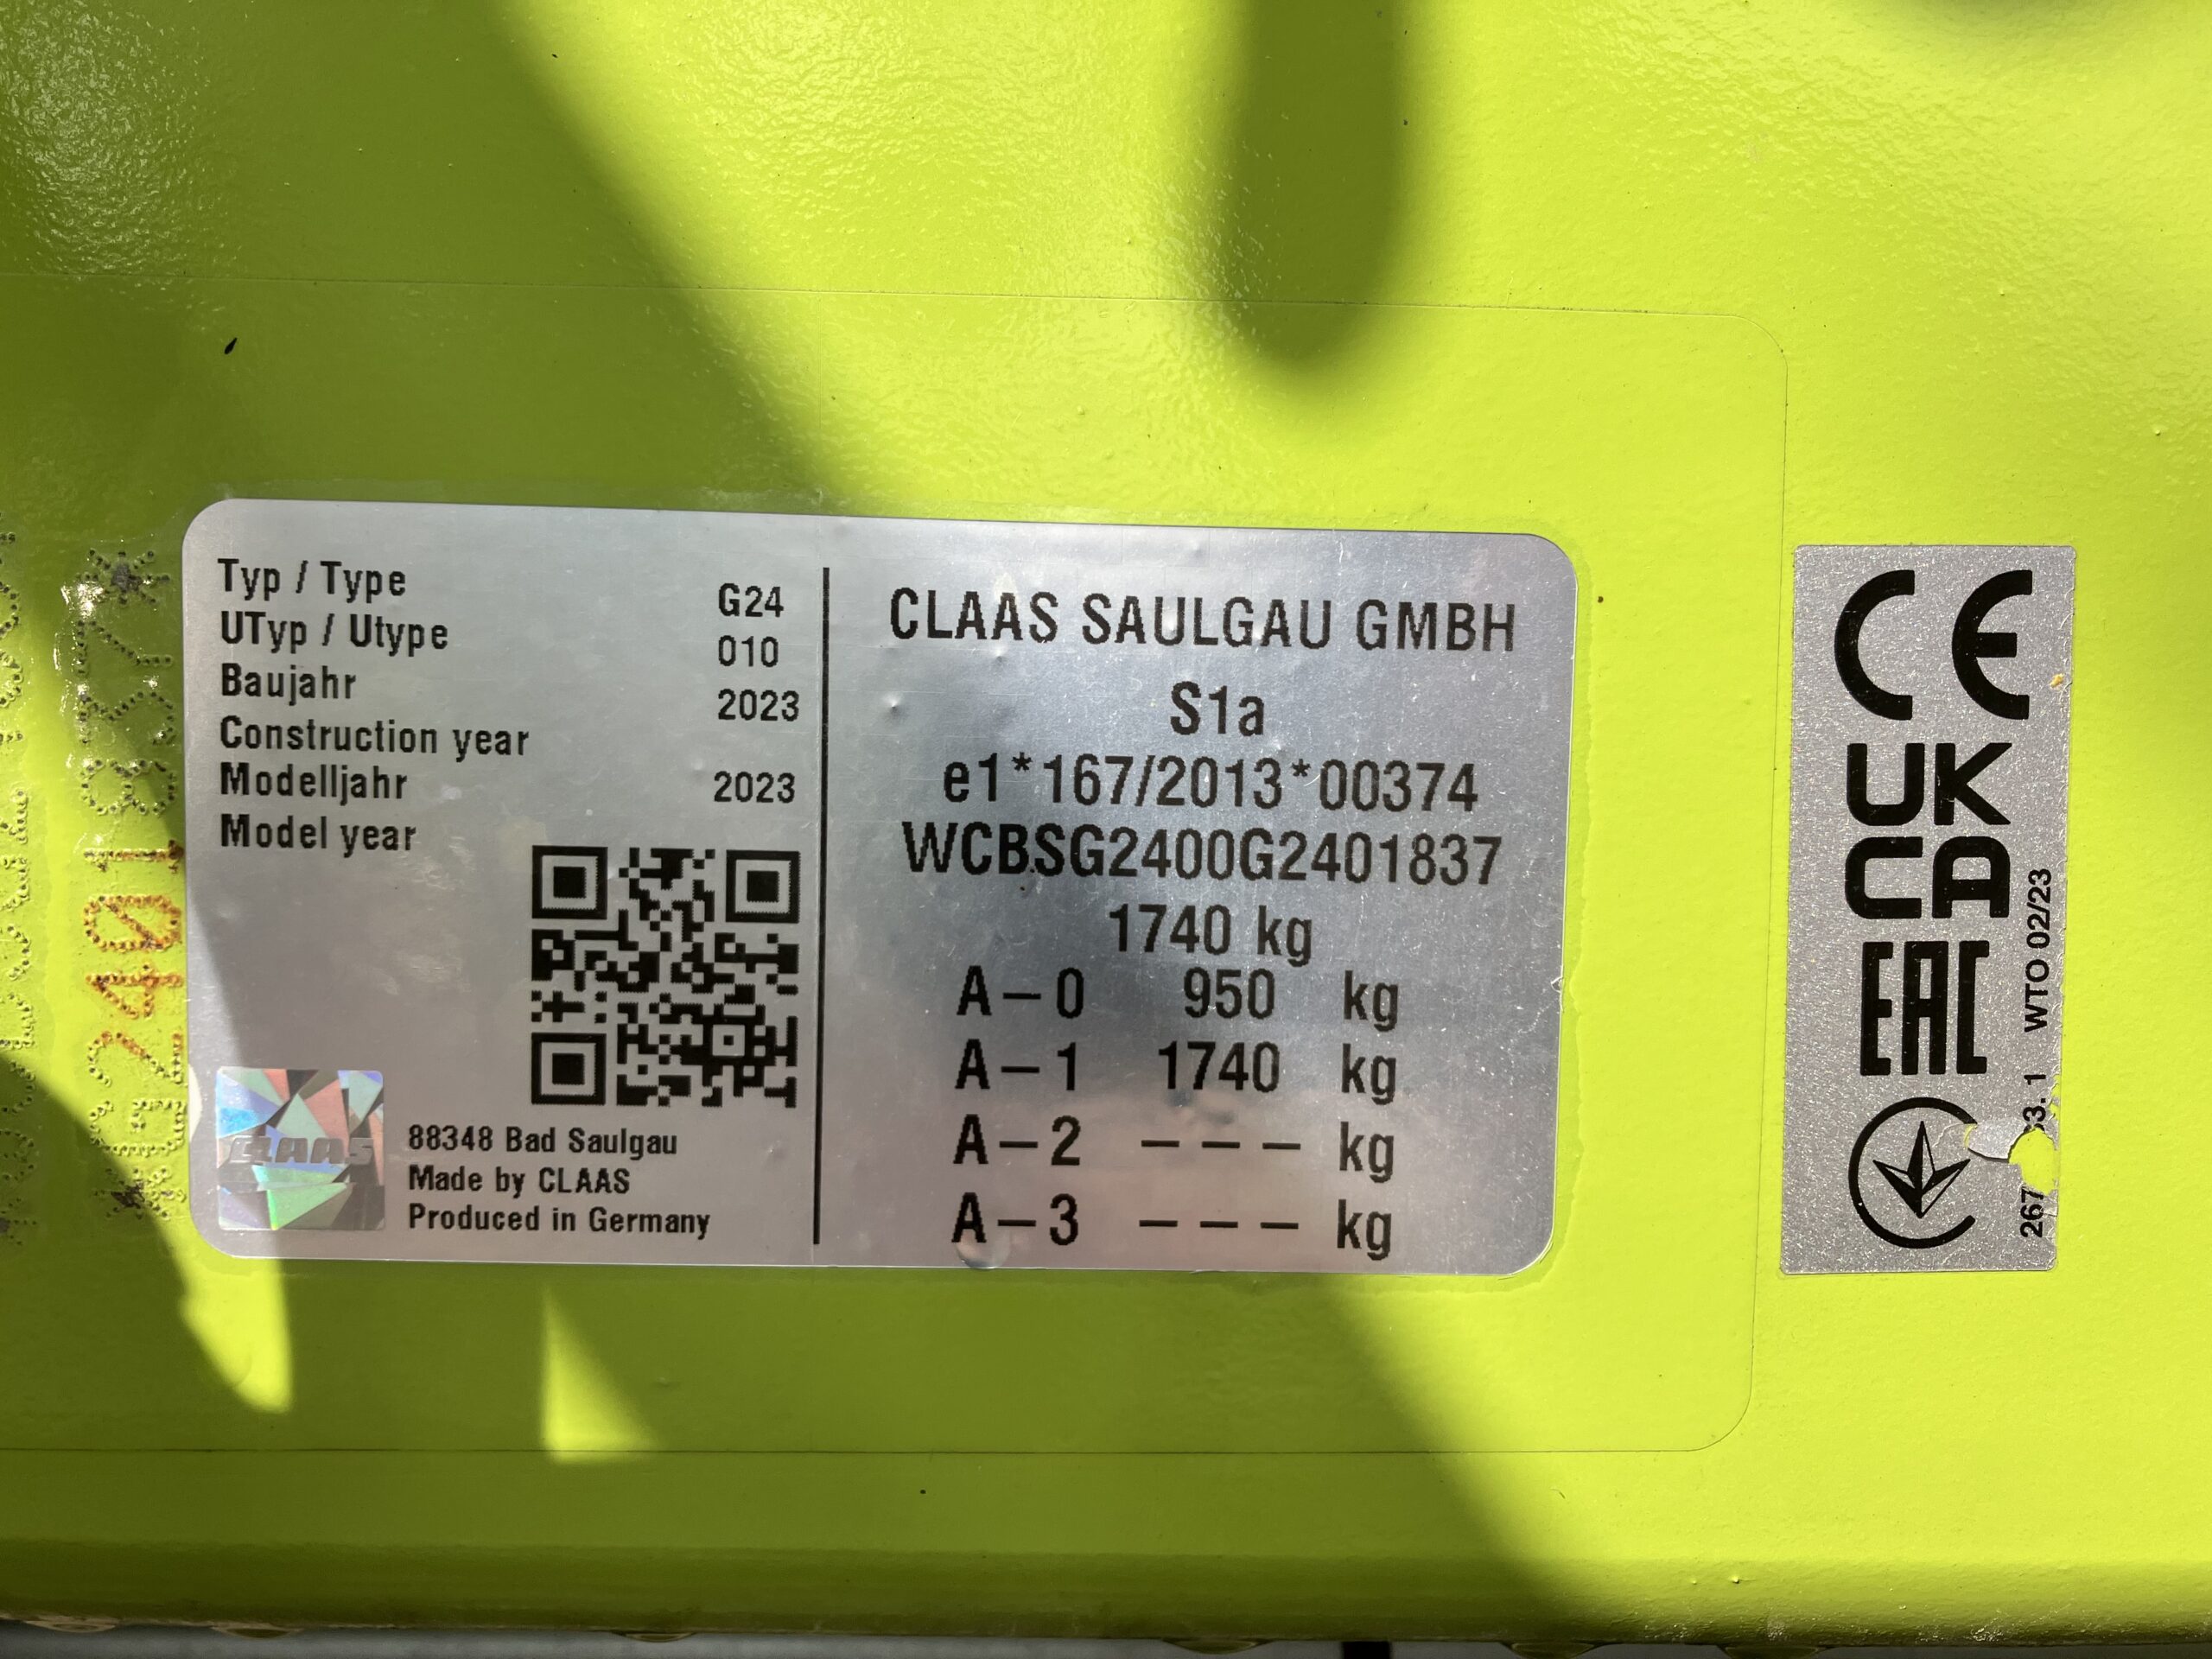 Typ / Type G24
UTyp / Utype 010
Baujahr 2023
Construction year
Modelljahr 2023
Model year
CLAAS
88348 Bad Saulgau
Made by CLAAS
Produced in Germany
CLAAS SAULGAU GMBH
S1a
e1*167/2013*00374
WCBSG2400G2401837
1740 kg
A-0 950 kg
A-1 1740 kg
A-2 --- kg
A-3 --- kg
CE
UK
CA
EAC
WTO 02/23
G2401837*